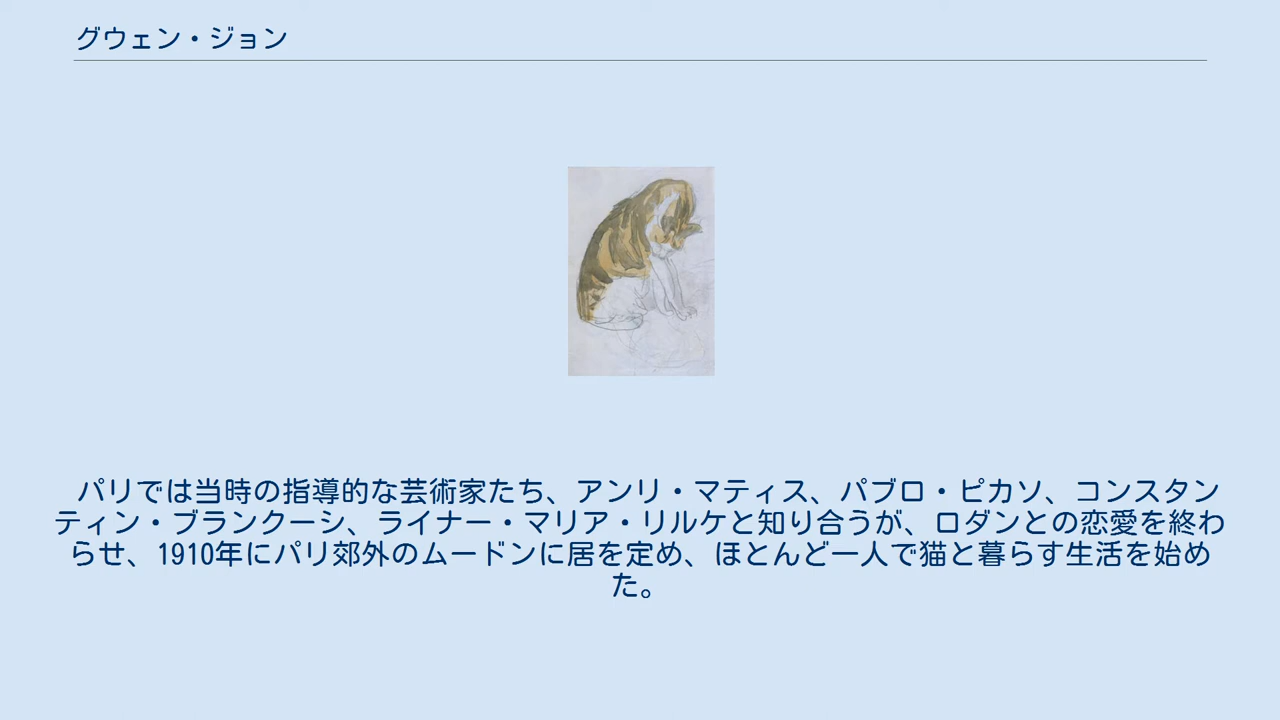 グウェン・ジョン
パリでは当時の指導的な芸術家たち、アンリ・マティス、パブロ・ピカソ、コンスタン
ティン・ブランクーシ、ライナー・マリア・リルケと知り合うが、ロダンとの恋愛を終わ
らせ、1910年にパリ郊外のムードンに居を定め、ほとんど一人で猫と暮らす生活を始め
た。